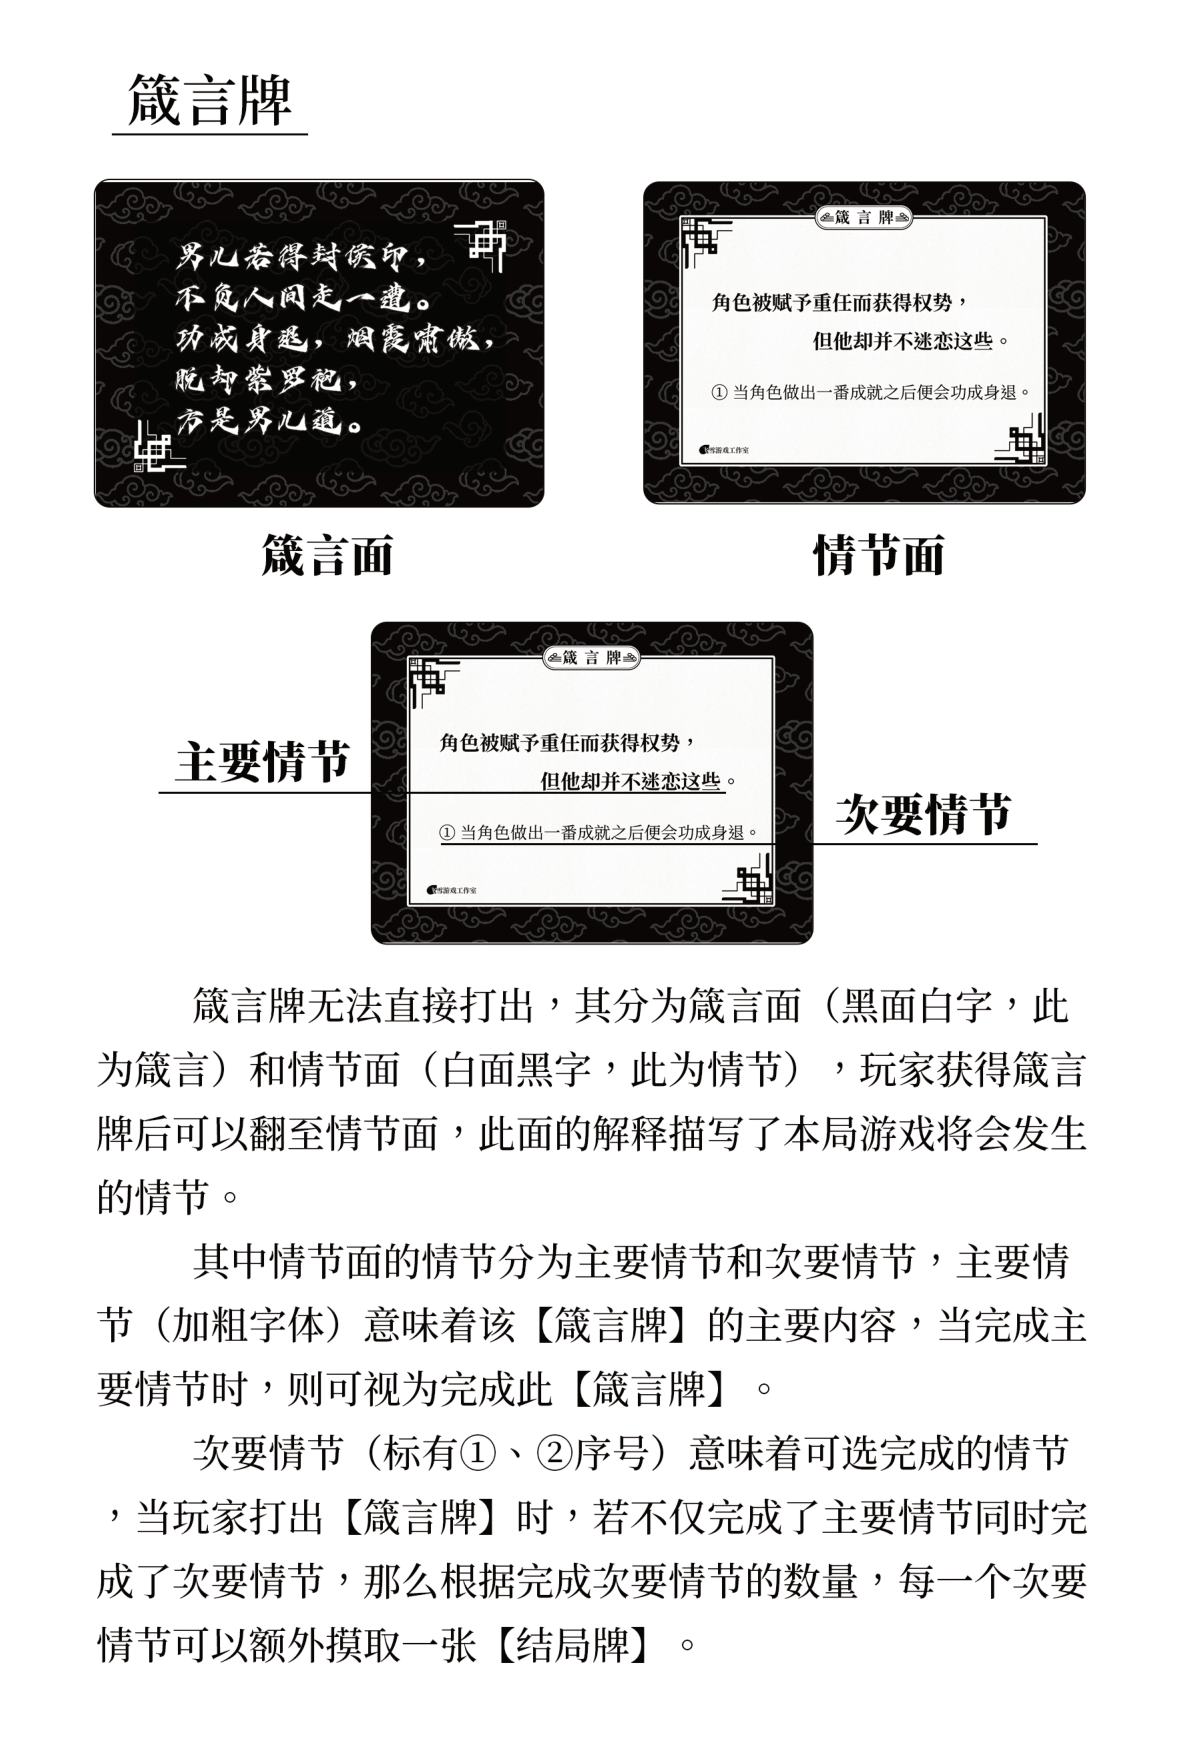 箴言牌
男儿若得封侯印，
不负人间走一遭。
功成身退，烟霞啸傲，
脱却紫罗袍，
方是男儿道。
箴言牌
角色被赋予重任而获得权势，
但他却并不迷恋这些。
① 当角色做出一番成就之后便会功成身退。
雪游戏工作室
箴言面
情节面
箴言牌
主要情节
角色被赋予重任而获得权势，
但他却并不迷恋这些。
次要情节
① 当角色做出一番成就之后便会功成身退。
雪游戏工作室
箴言牌无法直接打出，其分为箴言面（黑面白字，此
为箴言）和情节面（白面黑字，此为情节），玩家获得箴言
牌后可以翻至情节面，此面的解释描写了本局游戏将会发生
的情节。
其中情节面的情节分为主要情节和次要情节，主要情
节（加粗字体）意味着该【箴言牌】的主要内容，当完成主
要情节时，则可视为完成此【箴言牌】。
次要情节（标有①、②序号）意味着可选完成的情节
，当玩家打出【箴言牌】时，若不仅完成了主要情节同时完
成了次要情节，那么根据完成次要情节的数量，每一个次要
情节可以额外摸取一张【结局牌】。